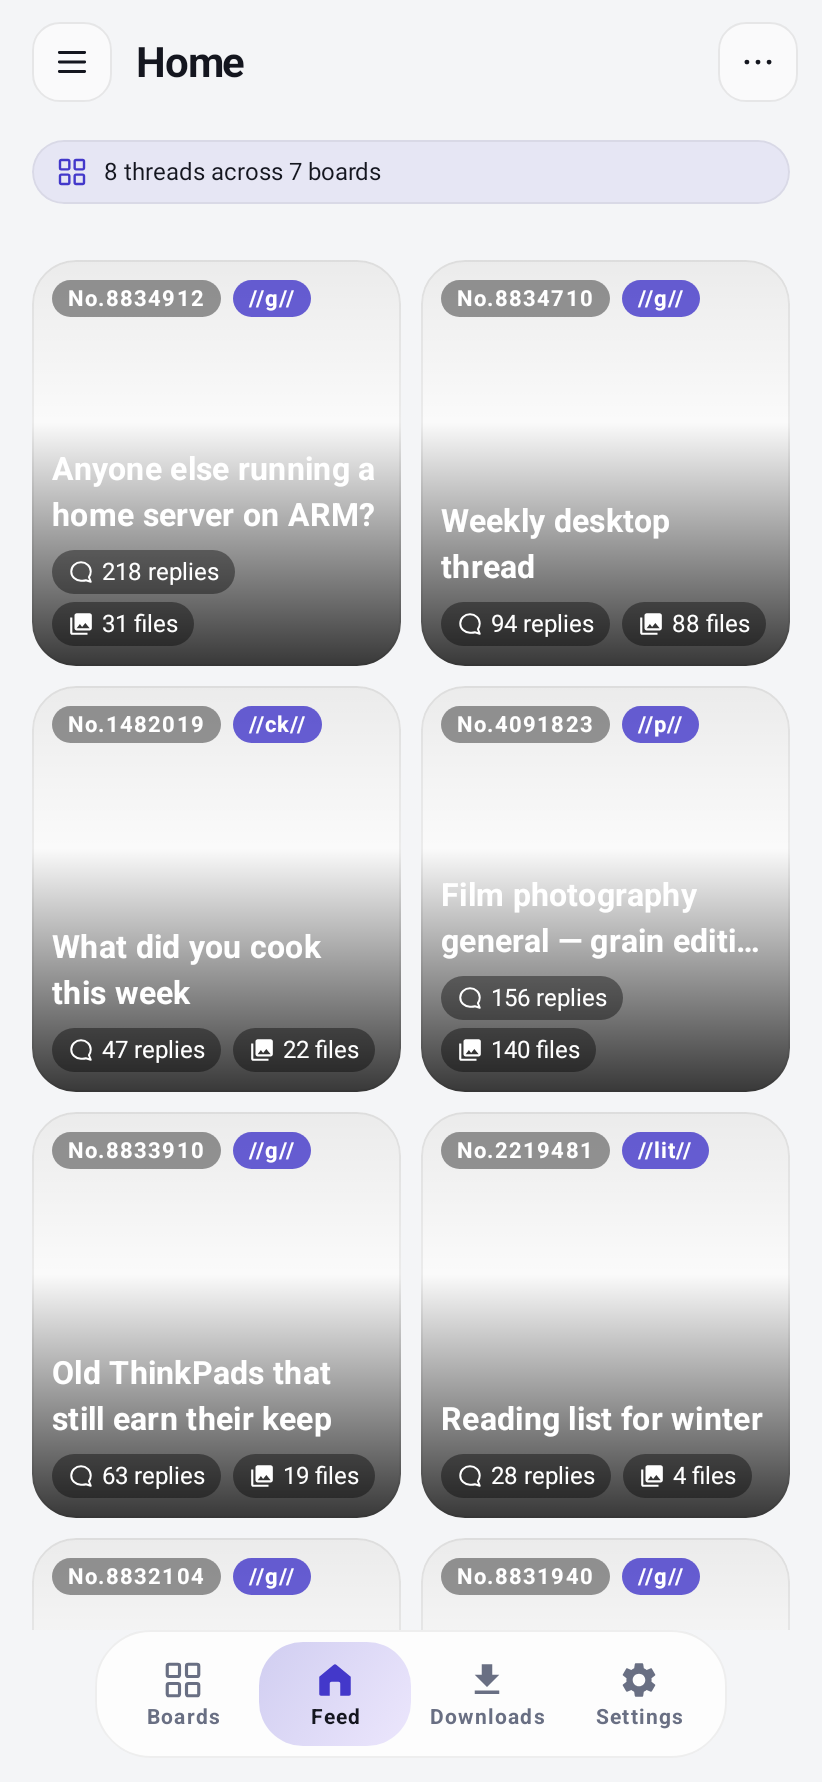 Home
8 threads across 7 boards
No.8834912 //g//
Anyone else running a
home server on ARM?
218 replies
31 files
No.8834710 //g//
Weekly desktop
thread
94 replies 88 files
No.1482019 //ck//
What did you cook
this week
47 replies 22 files
No.4091823 //p//
Film photography
general — grain editi...
156 replies
140 files
No.8833910 //g//
Old ThinkPads that
still earn their keep
63 replies 19 files
No.2219481 //lit//
Reading list for winter
28 replies 4 files
No.8832104 //g//
No.8831940 //g//
Boards Feed Downloads Settings